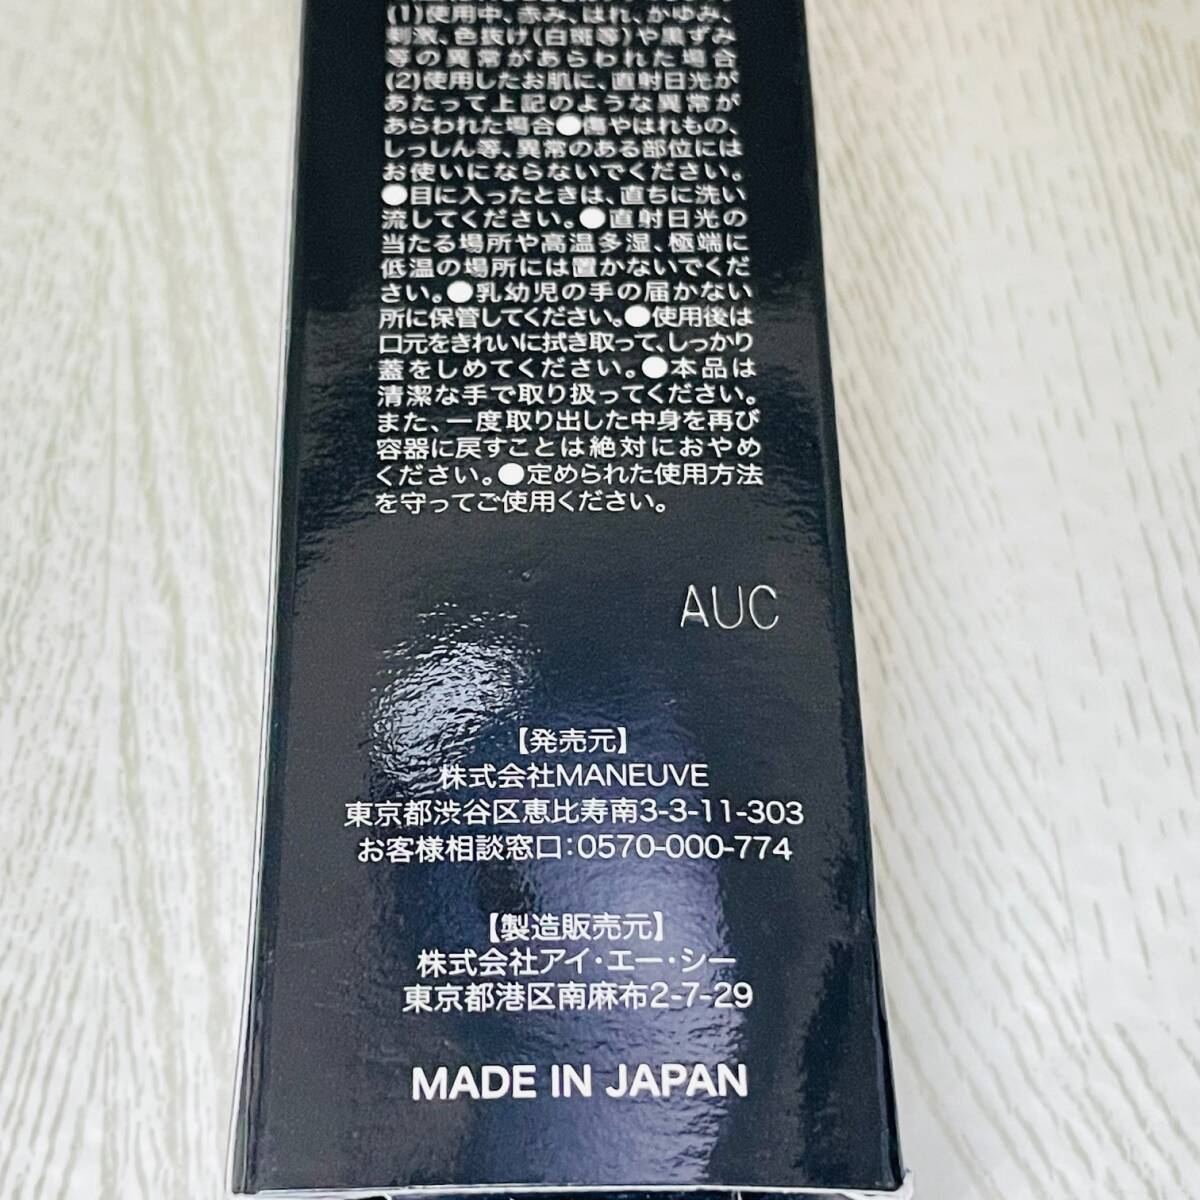 (1)使用中、赤み、はれ、かゆみ、
刺激、色抜け(白斑等)や黒ずみ
等の異常があらわれた場合
(2)使用したお肌に、直射日光が
あたって上記のような異常が
あらわれた場合●傷やはれもの、
しっしん等、異常のある部位には
お使いにならないでください。
●目に入ったときは、直ちに洗い
流してください。●直射日光の
当たる場所や高温多湿、極端に
低温の場所には置かないでくだ
さい。●乳幼児の手の届かない
所に保管してください。●使用後は
口元をきれいに拭き取って、しっかり
蓋をしめてください。●本品は
清潔な手で取り扱ってください。
また、一度取り出した中身を再び
容器に戻すことは絶対におやめ
ください。●定められた使用方法
を守ってご使用ください。
AUC
【発売元】
株式会社MANEUVE
東京都渋谷区恵比寿南3-3-11-303
お客様相談窓口:0570-000-774
【製造販売元】
株式会社アイ・エー・シー
東京都港区南麻布2-7-29
MADE IN JAPAN